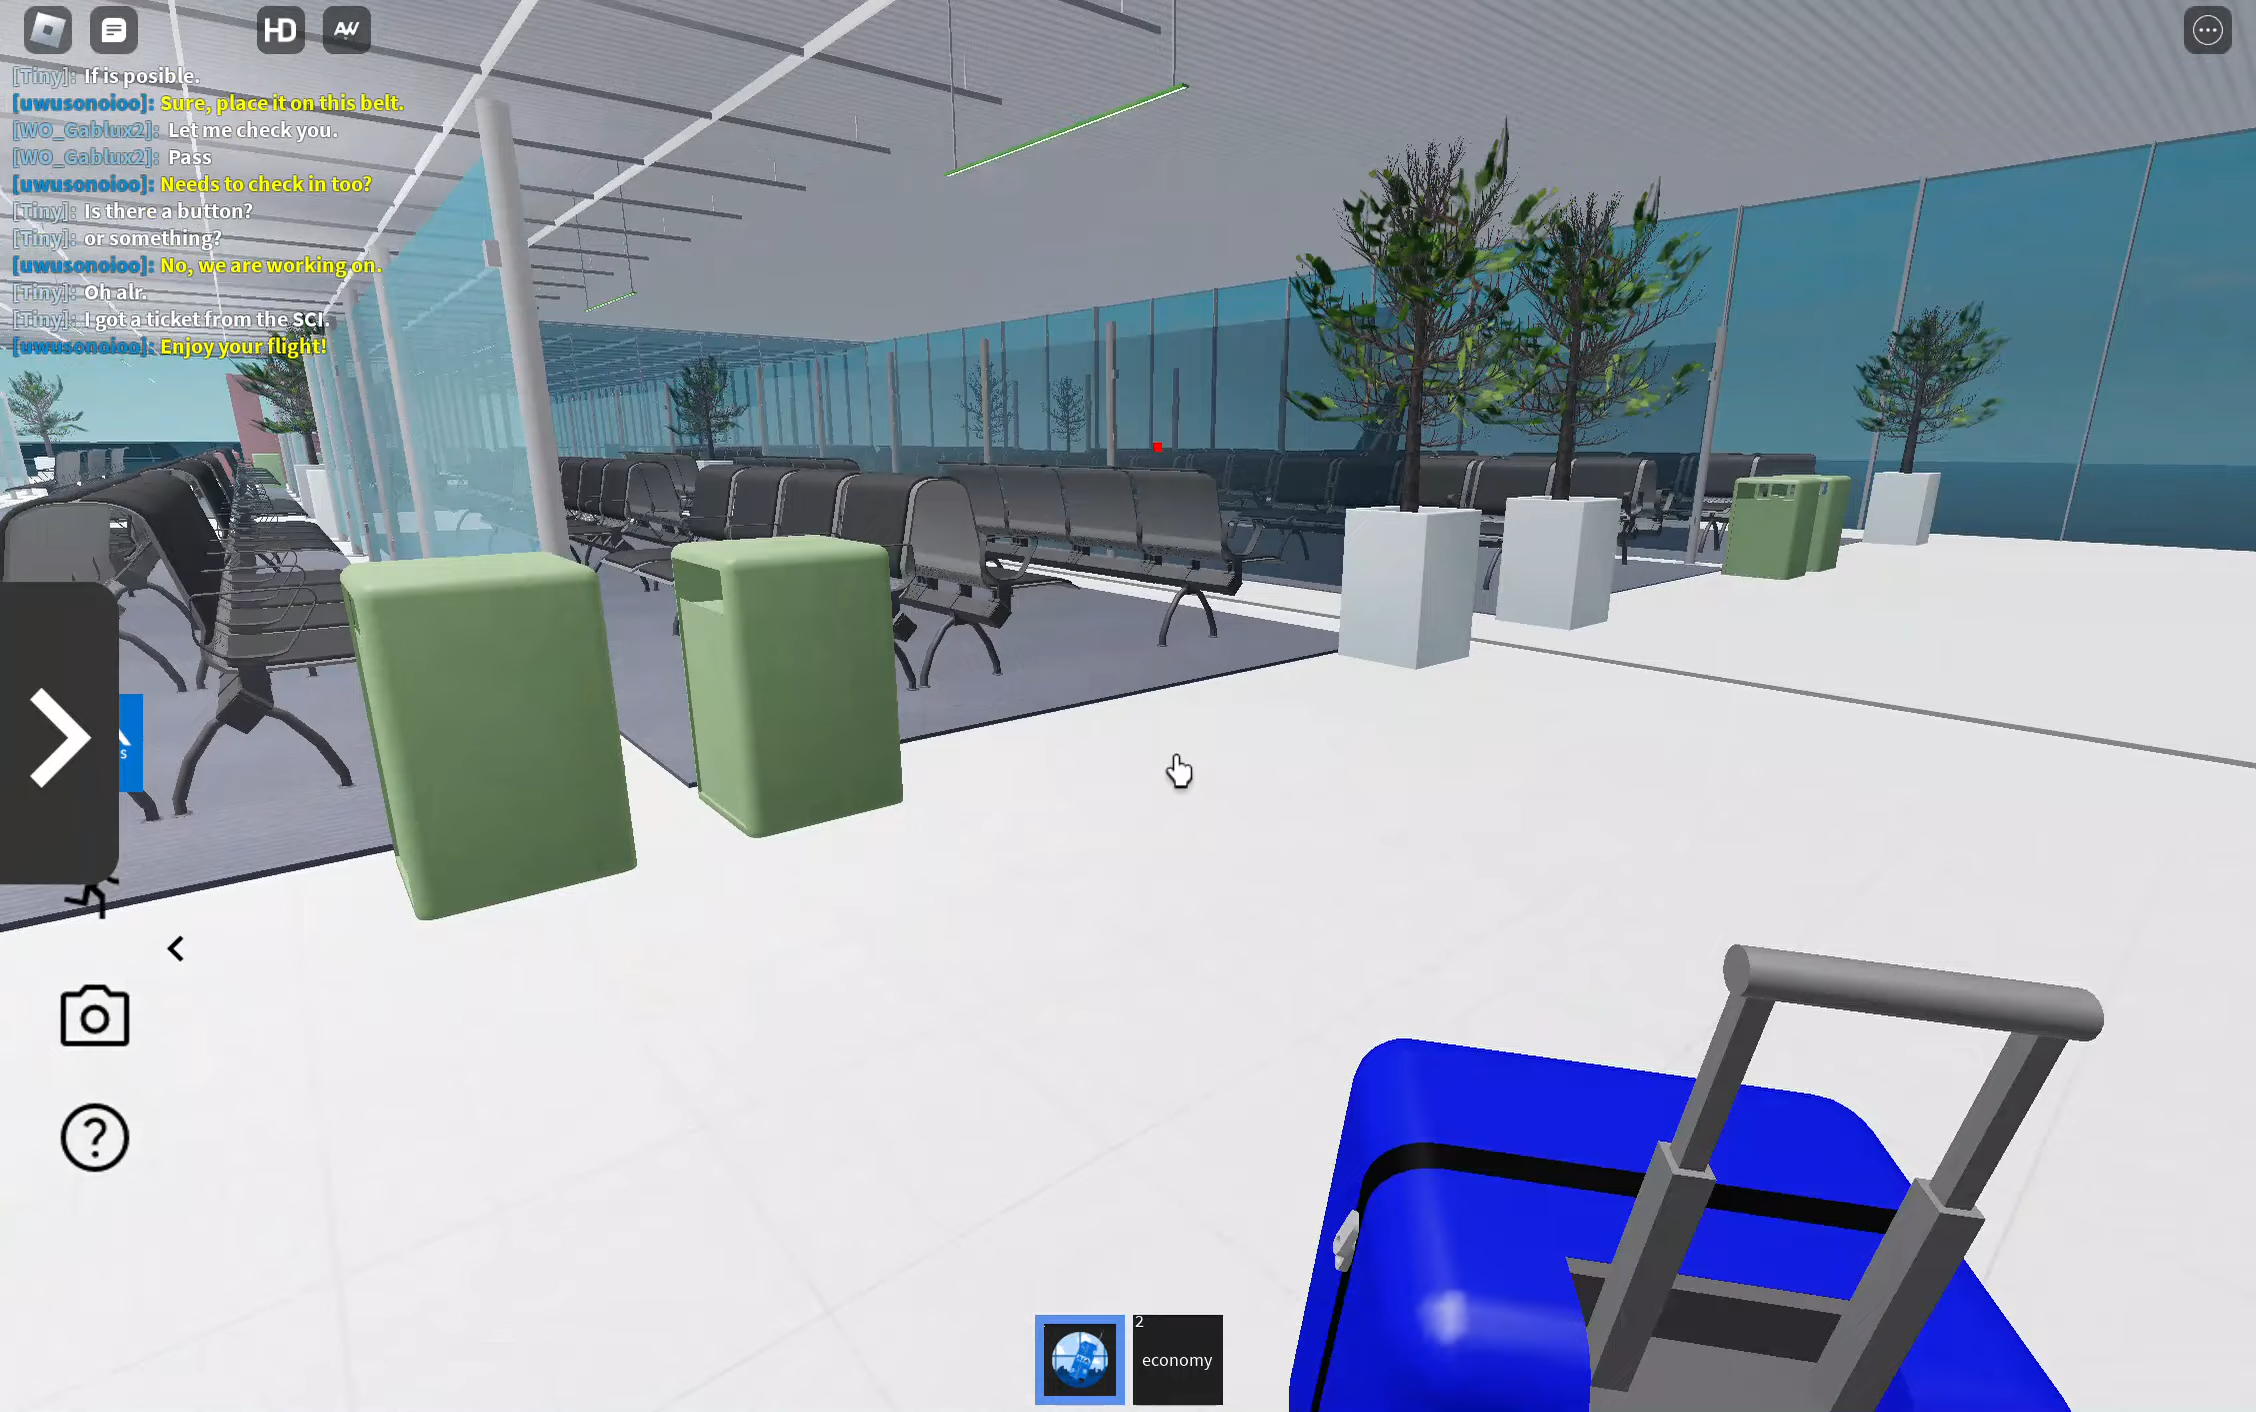 HD
AW
[Tiny]: If is posible.
[uwusonoioo]: Sure, place it on this belt.
[WO_Gablux2]: Let me check you.
[WO_Gablux2]: Pass
[uwusonoioo]: Needs to check in too?
[Tiny]: Is there a button?
[Tiny]: or something?
[uwusonoioo]: No, we are working on.
[Tiny]: Oh alr.
[Tiny]: I got a ticket from the SCI.
[uwusonoioo]: Enjoy your flight!
s
2
economy